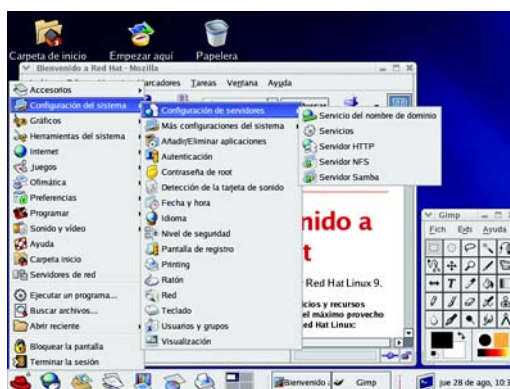 Carpeta de inicio
Empezar aquí
Papelera
Bienvenido a Red Hat - Mozilla
Marcadores Tareas Ventana Ayuda
Accesorios
Configuración del sistema
Gráficos
Herramientas del sistema
Internet
Juegos
Ofimática
Preferencias
Programar
Sonido y vídeo
Ayuda
Carpeta inicio
Servidores de red
Ejecutar un programa...
Buscar archivos...
Abrir reciente
Bloquear la pantalla
Terminar la sesión
Configuración de servidores
Más configuraciones del sistema
Añadir/Eliminar aplicaciones
Autenticación
Contraseña de root
Detección de la tarjeta de sonido
Fecha y hora
Idioma
Nivel de seguridad
Pantalla de registro
Printing
Ratón
Red
Teclado
Usuarios y grupos
Visualización
Servicio del nombre de dominio
Servicios
Servidor HTTP
Servidor NFS
Servidor Samba
nido a
t
Red Hat Linux 9.
cios y recursos
el máximo provecho
ed Hat Linux:
Gimp
Fich. Exts Ayuda
Bienvenido
Gimp
jue 28 de ago, 10: